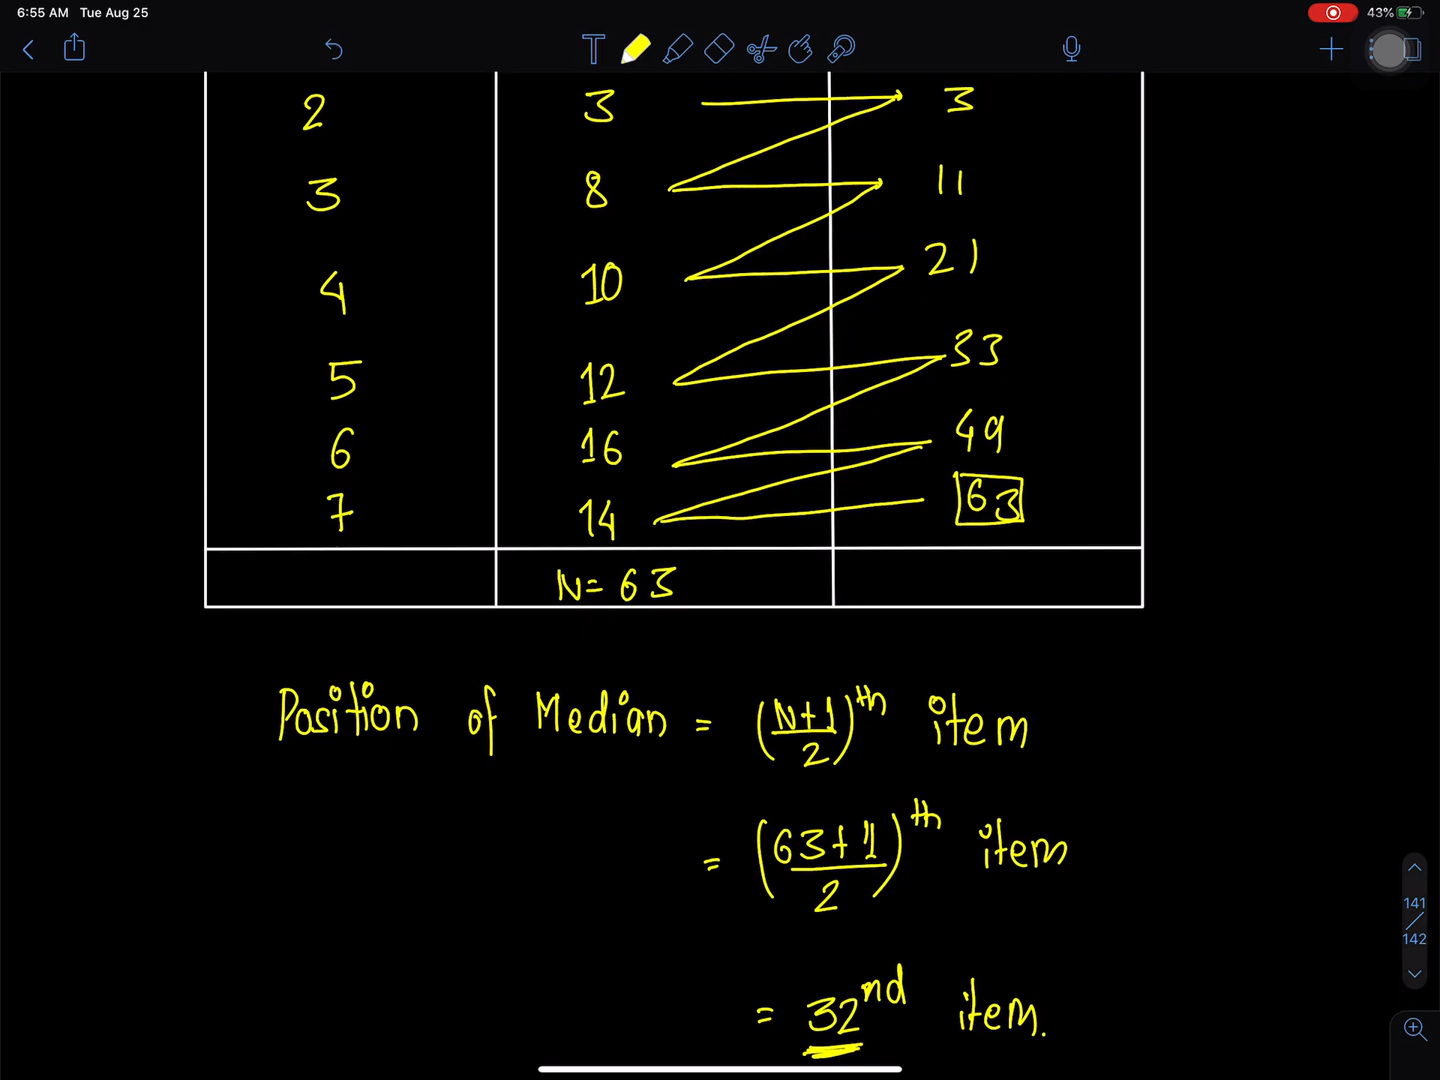 6:55 AM Tue Aug 25 43%
T
2 3 3
3 8 11
4 10 21
5 12 33
6 16 49
7 14 63
N= 63
Position of Median = (N+1/2)th item
= (63+1/2)th item
141
/
142
= 32nd item.